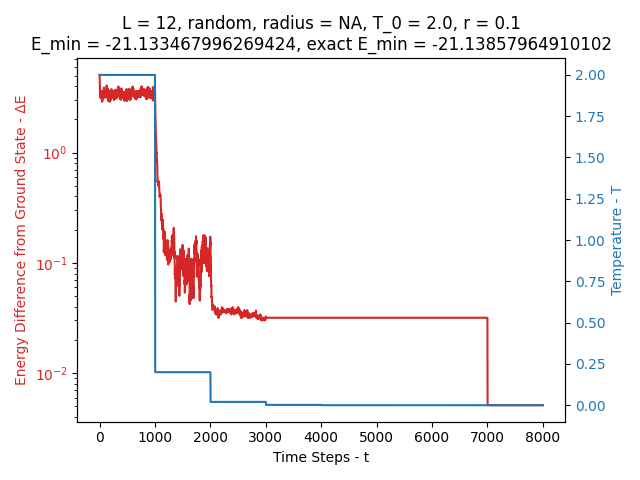 L = 12, random, radius = NA, T_0 = 2.0, r = 0.1
E_min = -21.133467996269424, exact E_min = -21.13857964910102
Energy Difference from Ground State - ΔE
10^0
10^-1
10^-2
2.00
1.75
1.50
1.25
1.00
0.75
0.50
0.25
0.00
Temperature - T
0 1000 2000 3000 4000 5000 6000 7000 8000
Time Steps - t